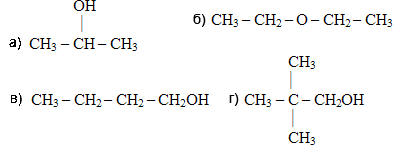 OH
а) CH₃ – CH – CH₃
б) CH₃ – CH₂ – O – CH₂ – CH₃
в) CH₃ – CH₂ – CH₂ – CH₂OH
CH₃
г) CH₃ – C – CH₂OH
CH₃